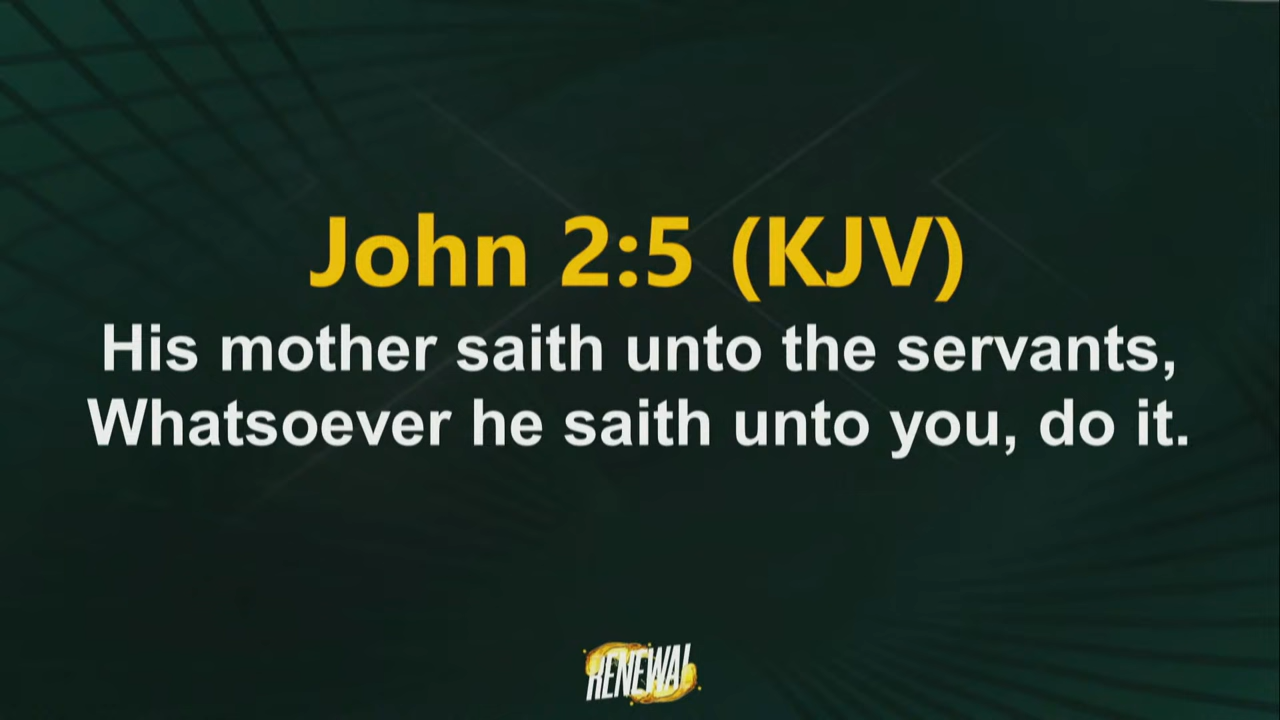 John 2:5 (KJV)
His mother saith unto the servants,
Whatsoever he saith unto you, do it.
RENEWAL